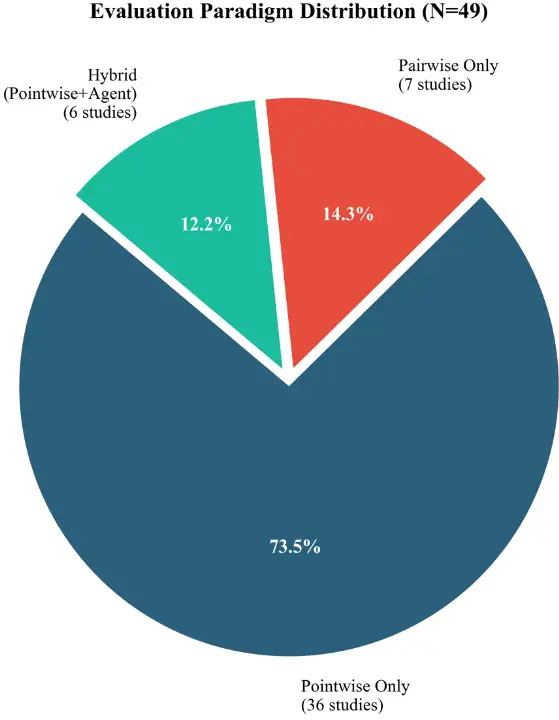 Evaluation Paradigm Distribution (N=49)
Pairwise Only
(7 studies)
Hybrid
(Pointwise+Agent)
(6 studies)
14.3%
12.2%
73.5%
Pointwise Only
(36 studies)